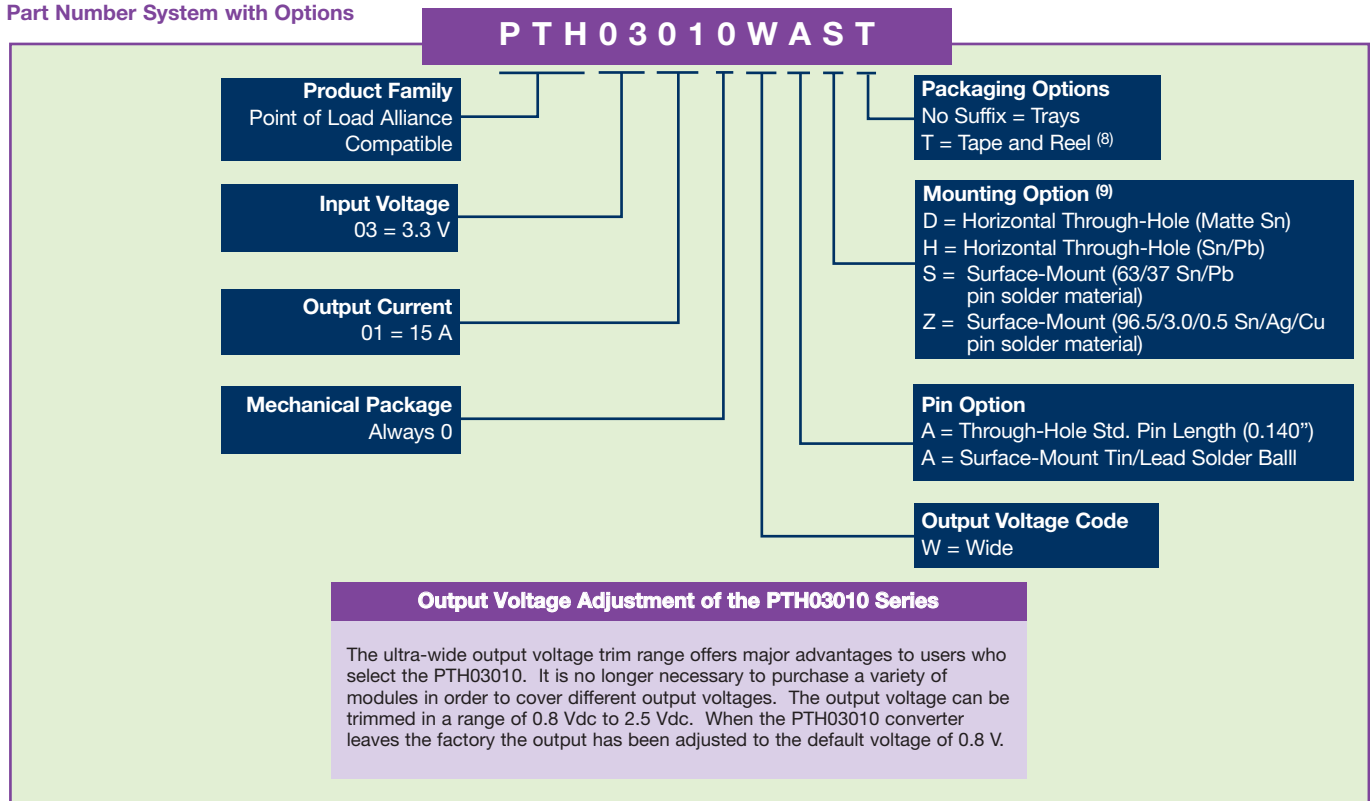 Part Number System with Options
PTH03010WAST
Product Family
Point of Load Alliance
Compatible
Input Voltage
03 = 3.3 V
Output Current
01 = 15 A
Mechanical Package
Always 0
Packaging Options
No Suffix = Trays
T = Tape and Reel (8)
Mounting Option (9)
D = Horizontal Through-Hole (Matte Sn)
H = Horizontal Through-Hole (Sn/Pb)
S = Surface-Mount (63/37 Sn/Pb
pin solder material)
Z = Surface-Mount (96.5/3.0/0.5 Sn/Ag/Cu
pin solder material)
Pin Option
A = Through-Hole Std. Pin Length (0.140”)
A = Surface-Mount Tin/Lead Solder Balll
Output Voltage Code
W = Wide
Output Voltage Adjustment of the PTH03010 Series
The ultra-wide output voltage trim range offers major advantages to users who
select the PTH03010. It is no longer necessary to purchase a variety of
modules in order to cover different output voltages. The output voltage can be
trimmed in a range of 0.8 Vdc to 2.5 Vdc. When the PTH03010 converter
leaves the factory the output has been adjusted to the default voltage of 0.8 V.